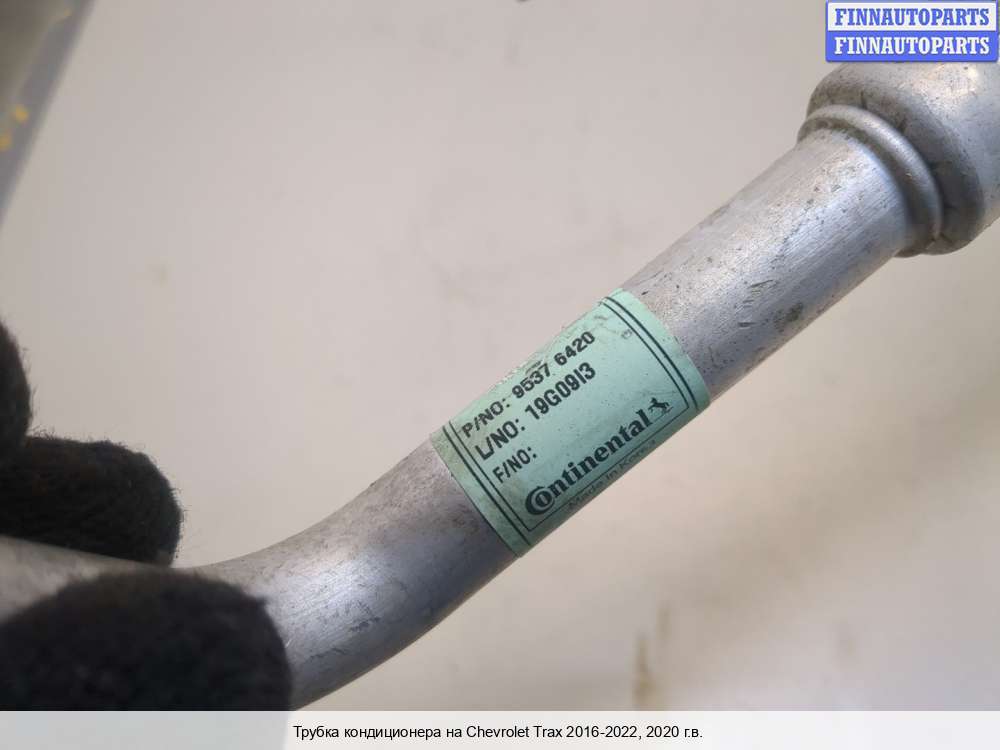 FINNAUTOPARTS
FINNAUTOPARTS
P/NO: 9537 6420
L/NO: 19G09I3
F/NO:
Continental
Made in Korea
Трубка кондиционера на Chevrolet Trax 2016-2022, 2020 г.в.